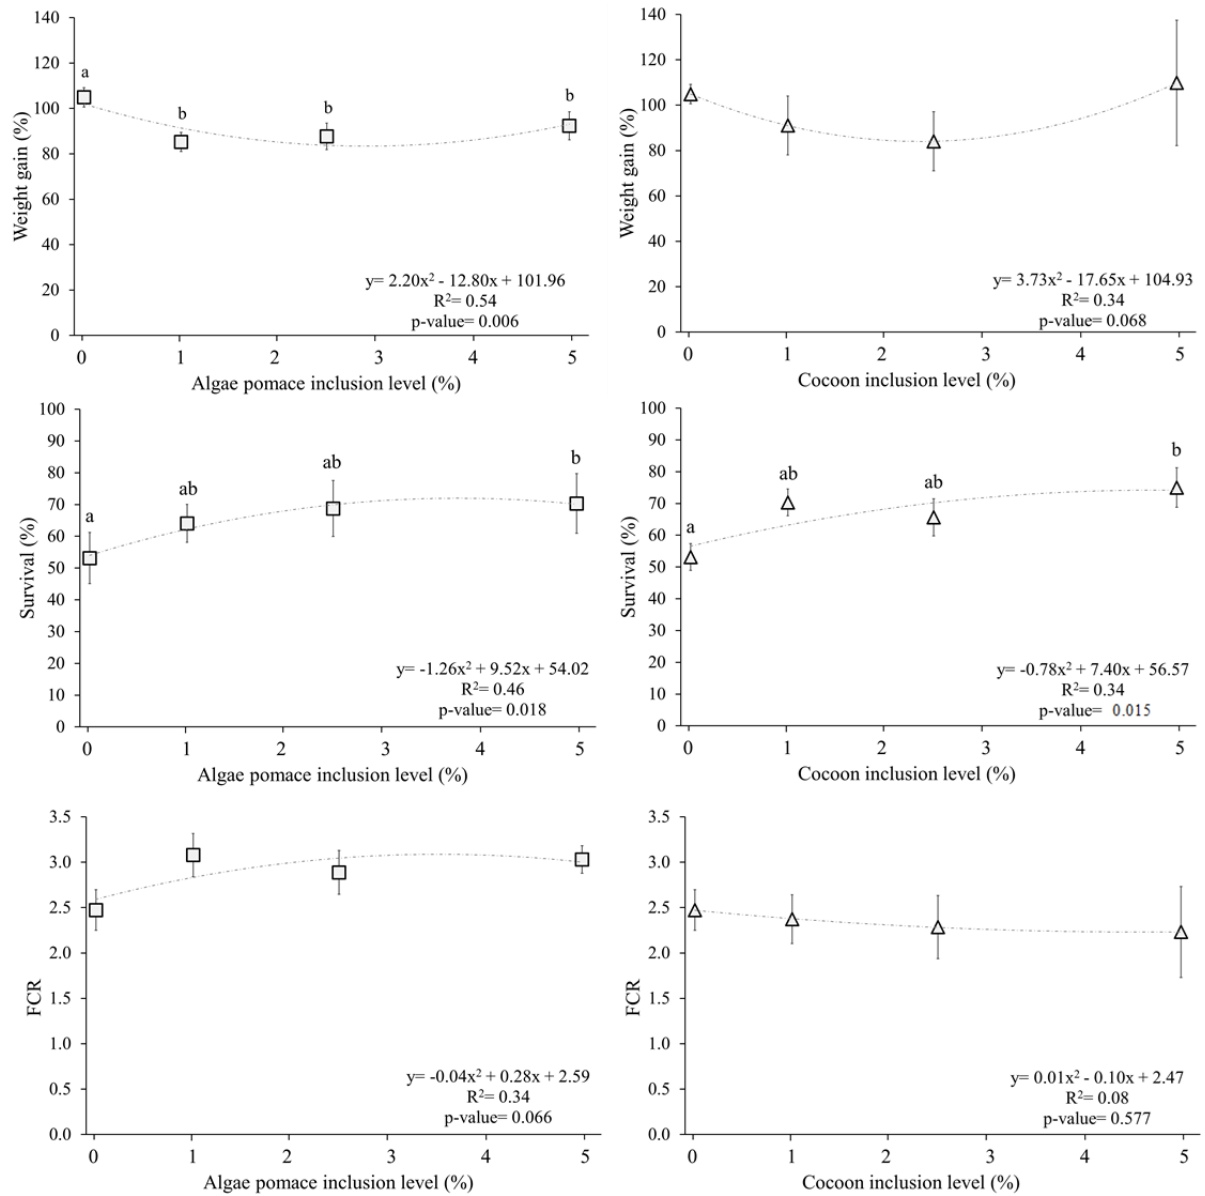 140
120
100
80
60
40
20
0
Weight gain (%)
a
b
b
b
y= 2.20x² - 12.80x + 101.96
R²= 0.54
p-value= 0.006
0 1 2 3 4 5
Algae pomace inclusion level (%)
140
120
100
80
60
40
20
0
Weight gain (%)
y= 3.73x² - 17.65x + 104.93
R²= 0.34
p-value= 0.068
0 1 2 3 4 5
Cocoon inclusion level (%)
100
90
80
70
60
50
40
30
20
10
0
Survival (%)
a
ab
ab
b
y= -1.26x² + 9.52x + 54.02
R²= 0.46
p-value= 0.018
0 1 2 3 4 5
Algae pomace inclusion level (%)
100
90
80
70
60
50
40
30
20
10
0
Survival (%)
a
ab
ab
b
y= -0.78x² + 7.40x + 56.57
R²= 0.34
p-value= 0.015
0 1 2 3 4 5
Cocoon inclusion level (%)
3.5
3.0
2.5
2.0
1.5
1.0
0.5
0.0
FCR
y= -0.04x² + 0.28x + 2.59
R²= 0.34
p-value= 0.066
0 1 2 3 4 5
Algae pomace inclusion level (%)
3.5
3.0
2.5
2.0
1.5
1.0
0.5
0.0
FCR
y= 0.01x² - 0.10x + 2.47
R²= 0.08
p-value= 0.577
0 1 2 3 4 5
Cocoon inclusion level (%)